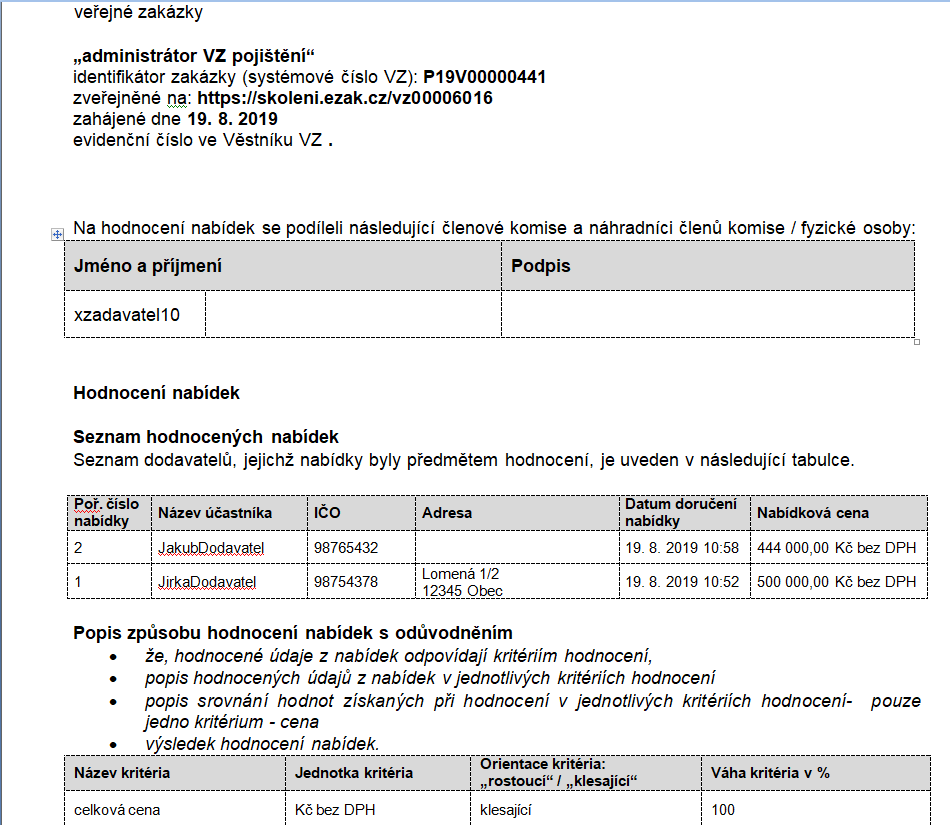 veřejné zakázky
„administrátor VZ pojištění“
identifikátor zakázky (systémové číslo VZ): P19V00000441
zveřejněné na: https://skoleni.ezak.cz/vz00006016
zahájené dne 19. 8. 2019
evidenční číslo ve Věstníku VZ .
Na hodnocení nabídek se podíleli následující členové komise a náhradníci členů komise / fyzické osoby:
Jméno a příjmení Podpis
xzadavatel10
Hodnocení nabídek
Seznam hodnocených nabídek
Seznam dodavatelů, jejichž nabídky byly předmětem hodnocení, je uveden v následující tabulce.
Poř. číslo nabídky Název účastníka IČO Adresa Datum doručení nabídky Nabídková cena
2 JakubDodavatel 98765432 19. 8. 2019 10:58 444 000,00 Kč bez DPH
1 JirkaDodavatel 98754378 Lomená 1/2 12345 Obec 19. 8. 2019 10:52 500 000,00 Kč bez DPH
Popis způsobu hodnocení nabídek s odůvodněním
• že, hodnocené údaje z nabídek odpovídají kritériím hodnocení,
• popis hodnocených údajů z nabídek v jednotlivých kritériích hodnocení
• popis srovnání hodnot získaných při hodnocení v jednotlivých kritériích hodnocení- pouze
jedno kritérium - cena
• výsledek hodnocení nabídek.
Název kritéria Jednotka kritéria Orientace kritéria: „rostoucí“ / „klesající“ Váha kritéria v %
celková cena Kč bez DPH klesající 100